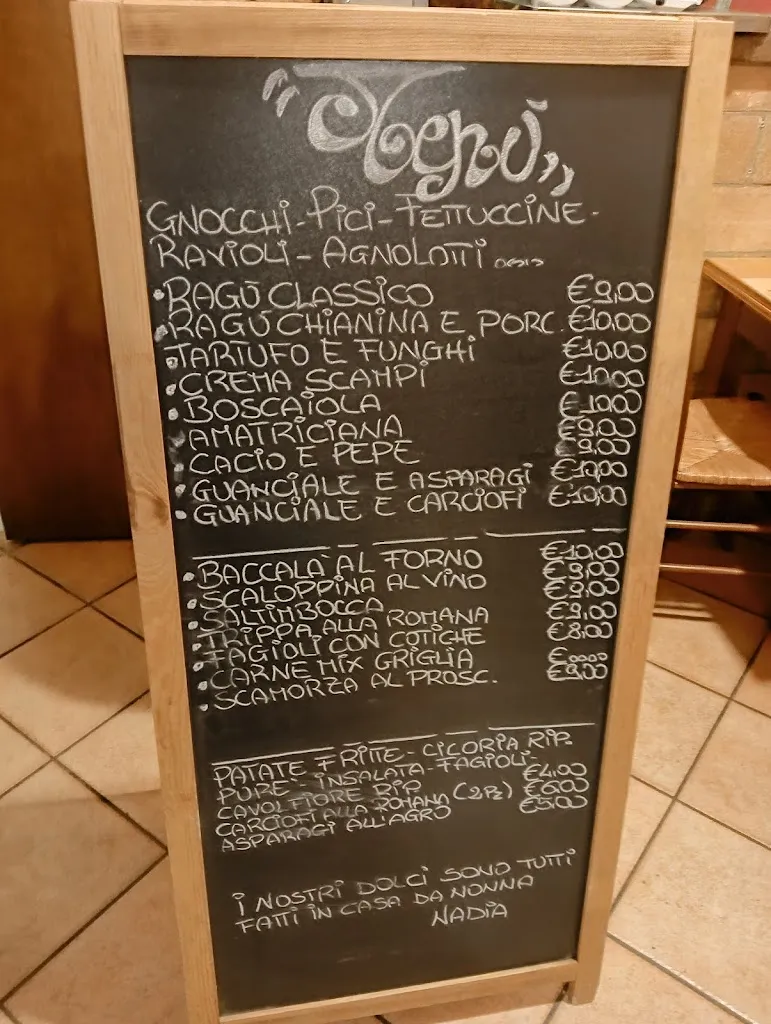 "Menù"
GNOCCHI - PICI - FETTUCCINE -
RAVIOLI - AGNOLOTTI ....
• RAGÙ CLASSICO €9,00
• RAGÙ CHIANINA E PORC. €10,00
• TARTUFO E FUNGHI €10,00
• CREMA SCAMPI €10,00
• BOSCAIOLA €10,00
• AMATRICIANA €9,00
• CACIO E PEPE €9,00
• GUANCIALE E ASPARAGI €10,00
• GUANCIALE E CARCIOFI €10,00
• BACCALÀ AL FORNO €10,00
• SCALOPPINA AL VINO €9,00
• SALTIMBOCCA €9,00
• TRIPPA ALLA ROMANA €9,00
• FAGIOLI CON COTICHE €8,00
• CARNE MIX GRIGLIA €.....
• SCAMORZA AL PROSC. €9,00
PATATE FRITTE - CICORIA RIP.
PURE - INSALATA - FAGIOLI -
CAVOLFIORE RIP €4,00
CARCIOFI ALLA ROMANA (2PZ) €6,00
ASPARAGI ALL'AGRO €5,00
I NOSTRI DOLCI SONO TUTTI
FATTI IN CASA DA NONNA
NADIA